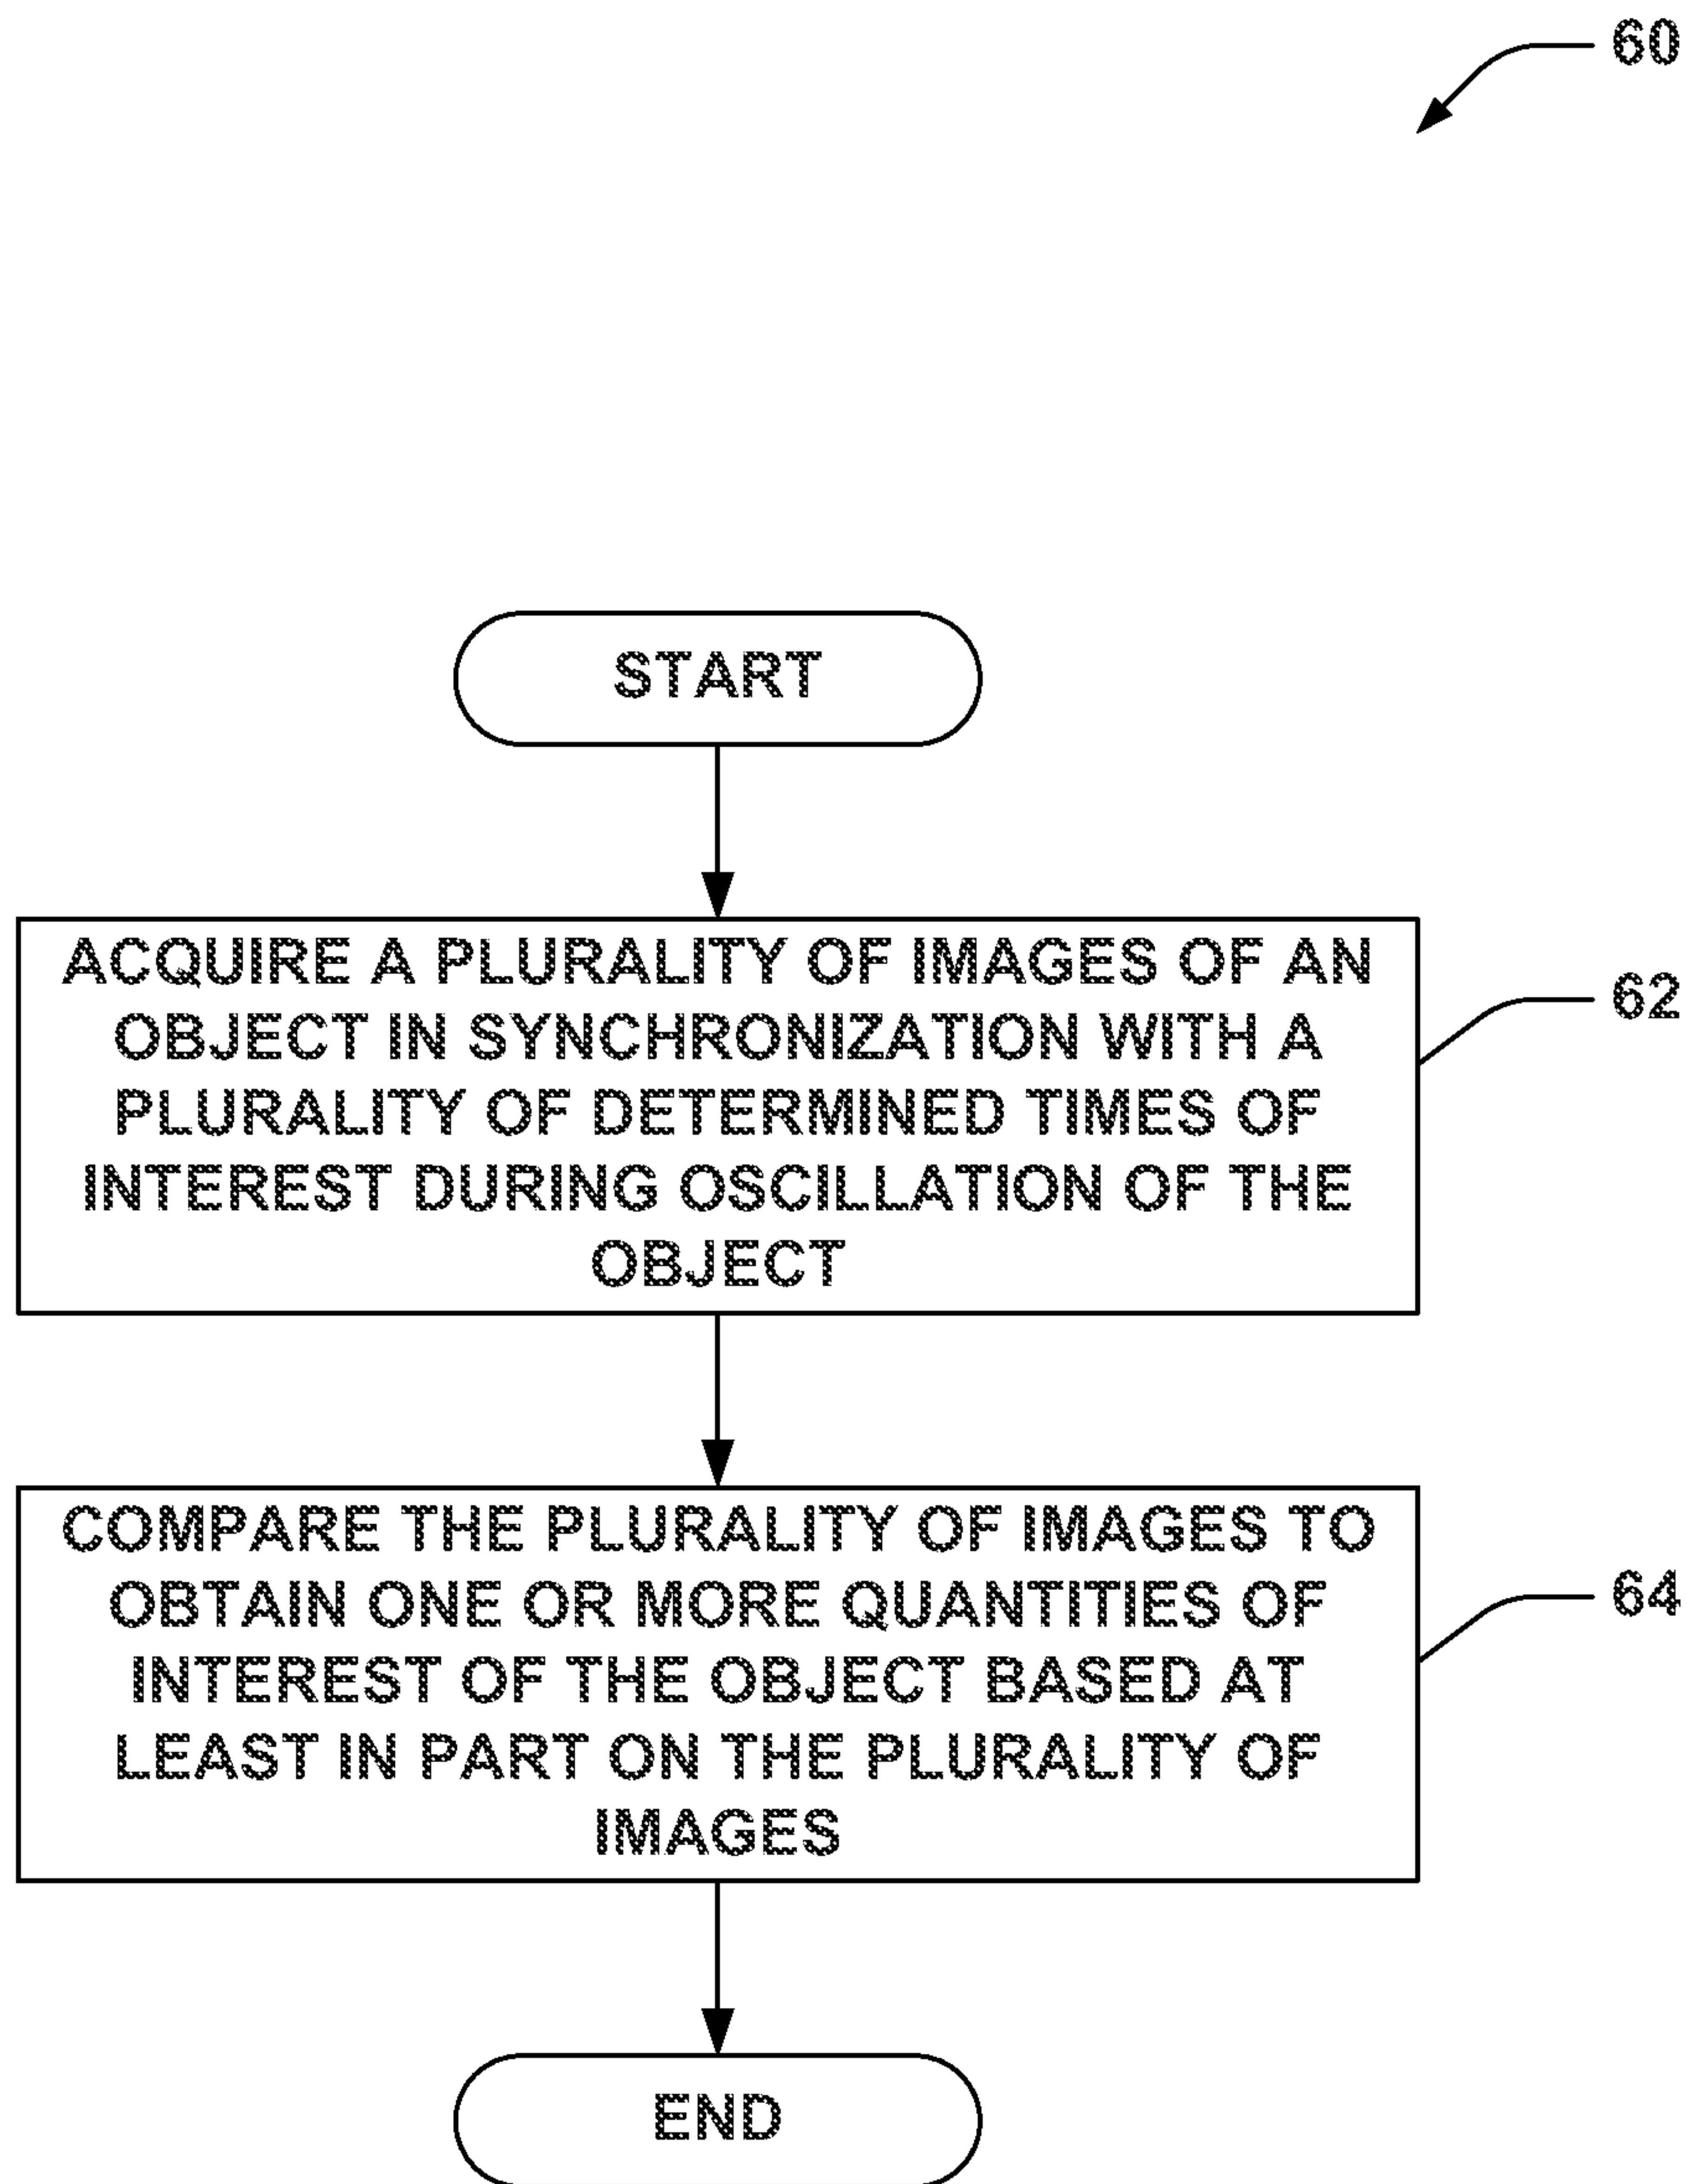 60
START
ACQUIRE A PLURALITY OF IMAGES OF AN
OBJECT IN SYNCHRONIZATION WITH A
PLURALITY OF DETERMINED TIMES OF
INTEREST DURING OSCILLATION OF THE
OBJECT
62
COMPARE THE PLURALITY OF IMAGES TO
OBTAIN ONE OR MORE QUANTITIES OF
INTEREST OF THE OBJECT BASED AT
LEAST IN PART ON THE PLURALITY OF
IMAGES
64
END